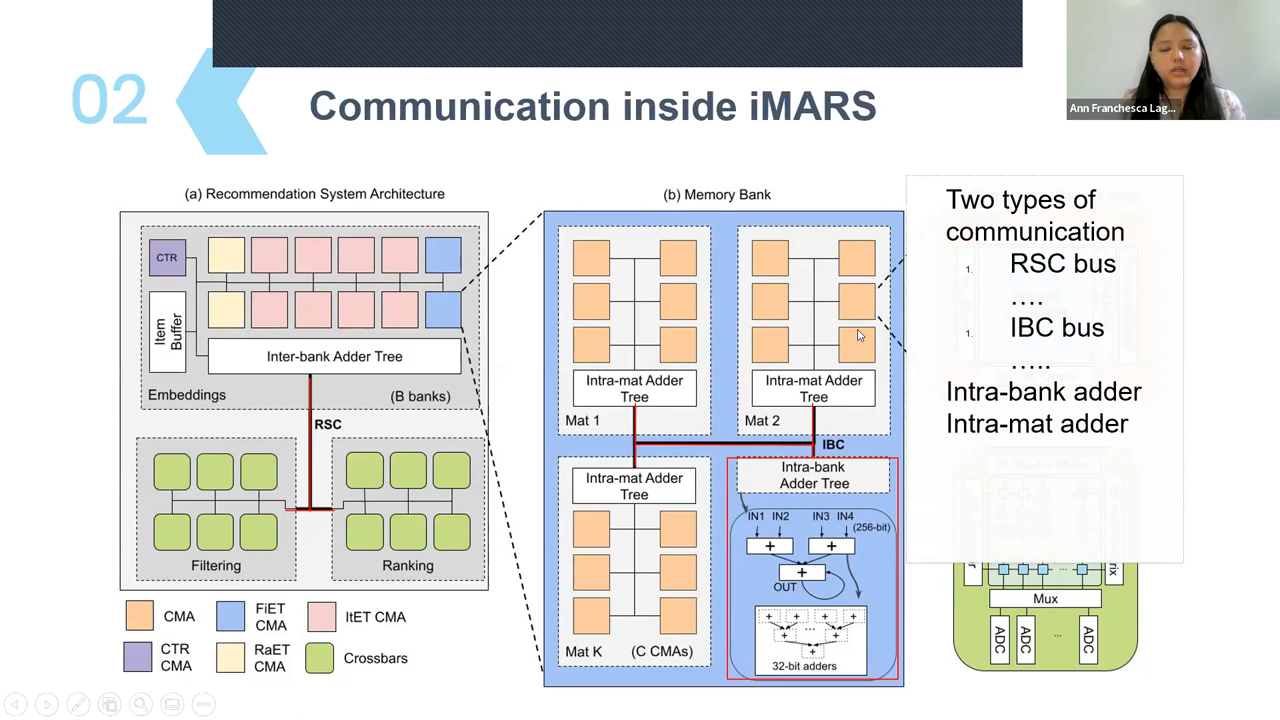 02
Communication inside iMARS
Ann Franchesca Lag...
(a) Recommendation System Architecture
CTR
Item
Buffer
Inter-bank Adder Tree
Embeddings
(B banks)
RSC
Filtering
Ranking
CMA
FiET
CMA
ItET CMA
CTR
CMA
RaET
CMA
Crossbars
(b) Memory Bank
Intra-mat Adder
Tree
Mat 1
Intra-mat Adder
Tree
Mat 2
IBC
Intra-mat Adder
Tree
Mat K
(C CMAs)
Intra-bank
Adder Tree
IN1 IN2 IN3 IN4
(256-bit)
+ +
+
OUT
+ + + +
+ ... +
+
32-bit adders
Two types of
communication
1. RSC bus
....
1. IBC bus
.....
Intra-bank adder
Intra-mat adder
...
Mux
ADC ADC ... ADC